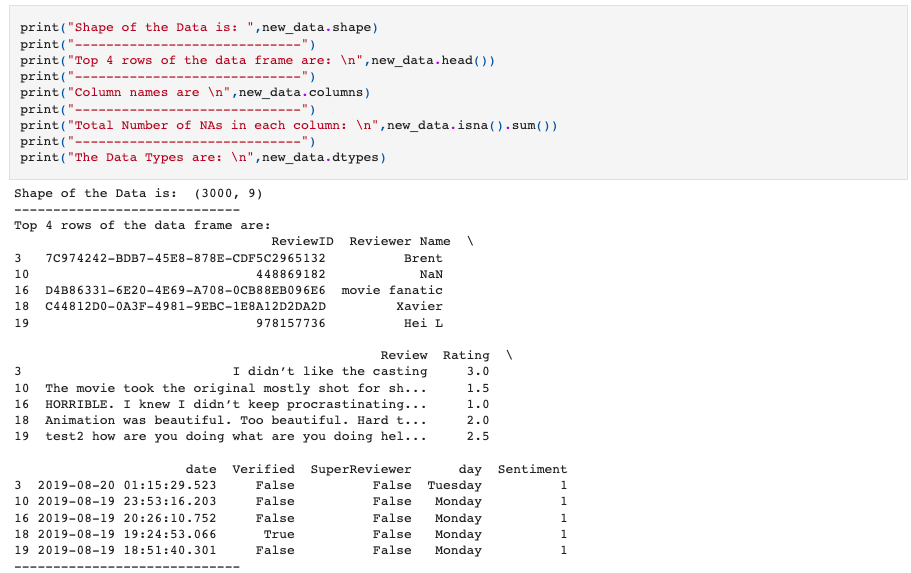 print("Shape of the Data is: ",new_data.shape)
print("-----------------------------")
print("Top 4 rows of the data frame are: \n",new_data.head())
print("-----------------------------")
print("Column names are \n",new_data.columns)
print("-----------------------------")
print("Total Number of NAs in each column: \n",new_data.isna().sum())
print("-----------------------------")
print("The Data Types are: \n",new_data.dtypes)
Shape of the Data is:  (3000, 9)
-----------------------------
Top 4 rows of the data frame are:
                                 ReviewID  Reviewer Name  \
3   7C974242-BDB7-45E8-878E-CDF5C2965132          Brent
10                             448869182            NaN
16  D4B86331-6E20-4E69-A708-0CB88EB096E6  movie fanatic
18  C44812D0-0A3F-4981-9EBC-1E8A12D2DA2D         Xavier
19                             978157736          Hei L
                                               Review  Rating  \
3                           I didn’t like the casting     3.0
10  The movie took the original mostly shot for sh...     1.5
16  HORRIBLE. I knew I didn’t keep procrastinating...     1.0
18  Animation was beautiful. Too beautiful. Hard t...     2.0
19  test2 how are you doing what are you doing hel...     2.5
                      date  Verified  SuperReviewer      day  Sentiment
3  2019-08-20 01:15:29.523     False          False  Tuesday          1
10 2019-08-19 23:53:16.203     False          False   Monday          1
16 2019-08-19 20:26:10.752     False          False   Monday          1
18 2019-08-19 19:24:53.066      True          False   Monday          1
19 2019-08-19 18:51:40.301     False          False   Monday          1
-----------------------------